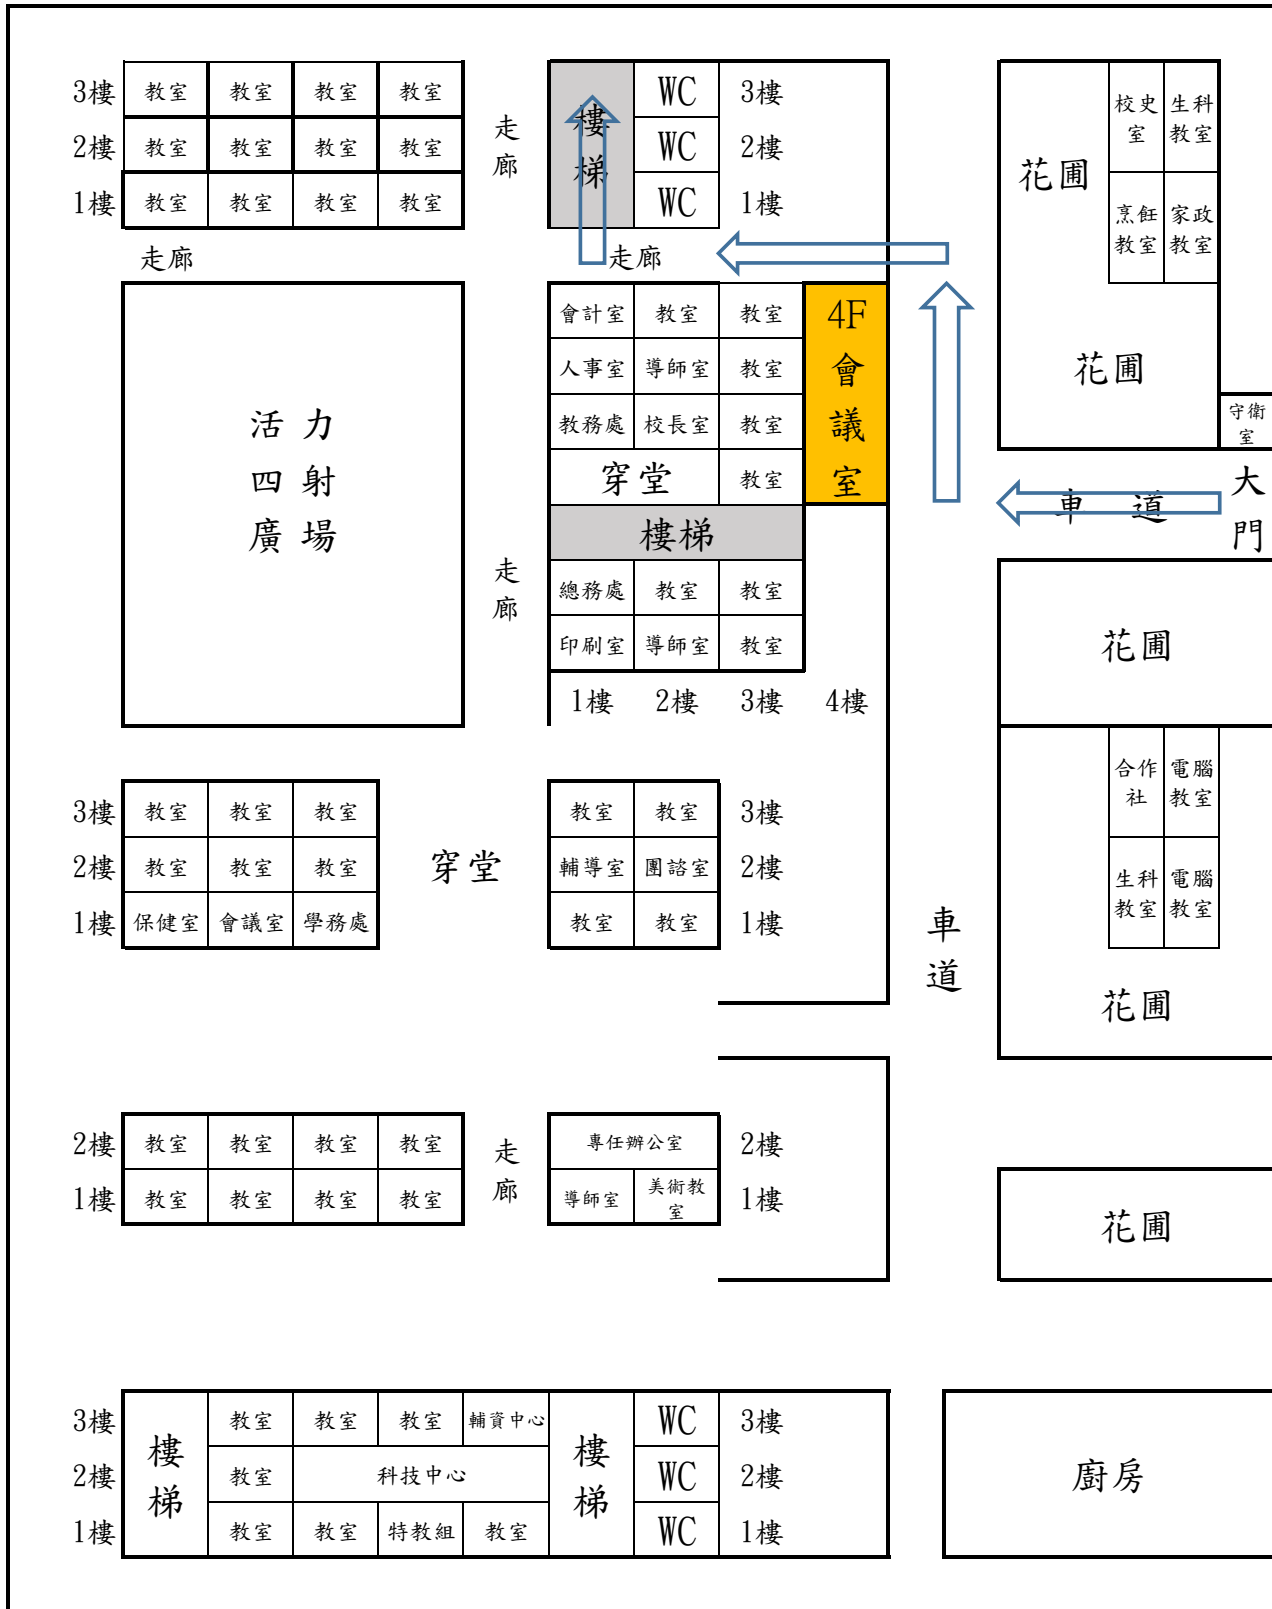 3樓 教室 教室 教室 教室
2樓 教室 教室 教室 教室
1樓 教室 教室 教室 教室
走廊
走廊
樓梯
WC 3樓
WC 2樓
WC 1樓
走廊
花圃
校史室 生科教室
烹飪教室 家政教室
花圃
守衛室
大門
車道
活力
四射
廣場
會計室 教室 教室
人事室 導師室 教室
教務處 校長室 教室
穿堂 教室
4F會議室
樓梯
走廊
總務處 教室 教室
印刷室 導師室 教室
1樓 2樓 3樓 4樓
花圃
3樓 教室 教室 教室
2樓 教室 教室 教室
1樓 保健室 會議室 學務處
穿堂
教室 教室 3樓
輔導室 團諮室 2樓
教室 教室 1樓
車道
合作社 電腦教室
生科教室 電腦教室
花圃
2樓 教室 教室 教室 教室
1樓 教室 教室 教室 教室
走廊
專任辦公室 2樓
導師室 美術教室 1樓
花圃
樓梯
3樓 教室 教室 教室 輔資中心
2樓 教室 科技中心
1樓 教室 教室 特教組 教室
樓梯
WC 3樓
WC 2樓
WC 1樓
廚房